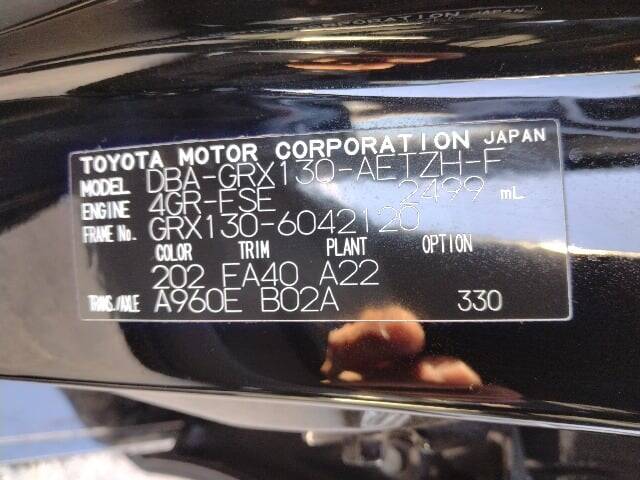 TOYOTA MOTOR CORPORATION JAPAN
MODEL DBA-GRX130-AETZH-F
ENGINE 4GR-FSE 2499 mL
FRAME No. GRX130-6042120
COLOR TRIM PLANT OPTION
202 FA40 A22
TRANS./AXLE A960E B02A 330